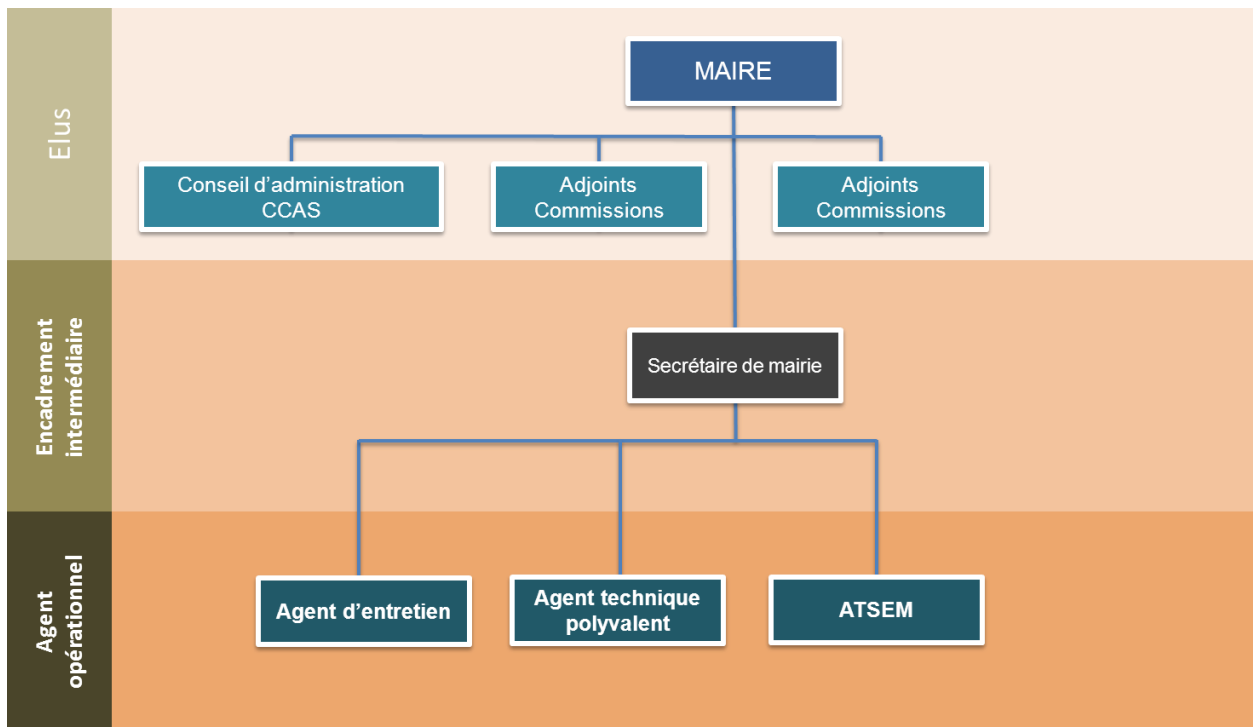 Elus
MAIRE
Conseil d’administration
CCAS
Adjoints
Commissions
Adjoints
Commissions
Encadrement
intermédiaire
Secrétaire de mairie
Agent
opérationnel
Agent d’entretien
Agent technique
polyvalent
ATSEM